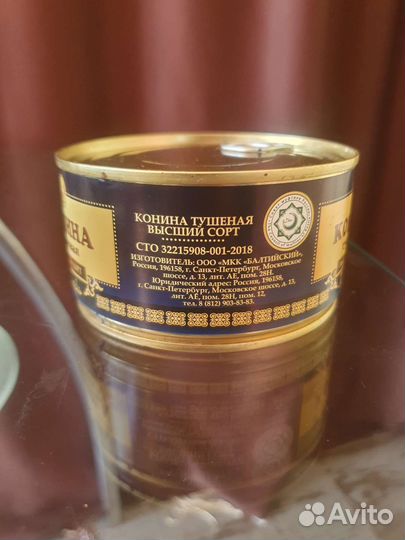 КОНИНА ТУШЕНАЯ
ВЫСШИЙ СОРТ
СТО 32215908-001-2018
ИЗГОТОВИТЕЛЬ: ООО «МКК «БАЛТИЙСКИЙ»,
Россия, 196158, г. Санкт-Петербург, Московское
шоссе, д. 13, лит. АЕ, пом. 28Н.
Юридический адрес: Россия, 196158,
г. Санкт-Петербург, Московское шоссе, д. 13,
лит. АЕ, пом. 28Н, пом. 12,
тел. 8 (812) 903-83-83.
Avito